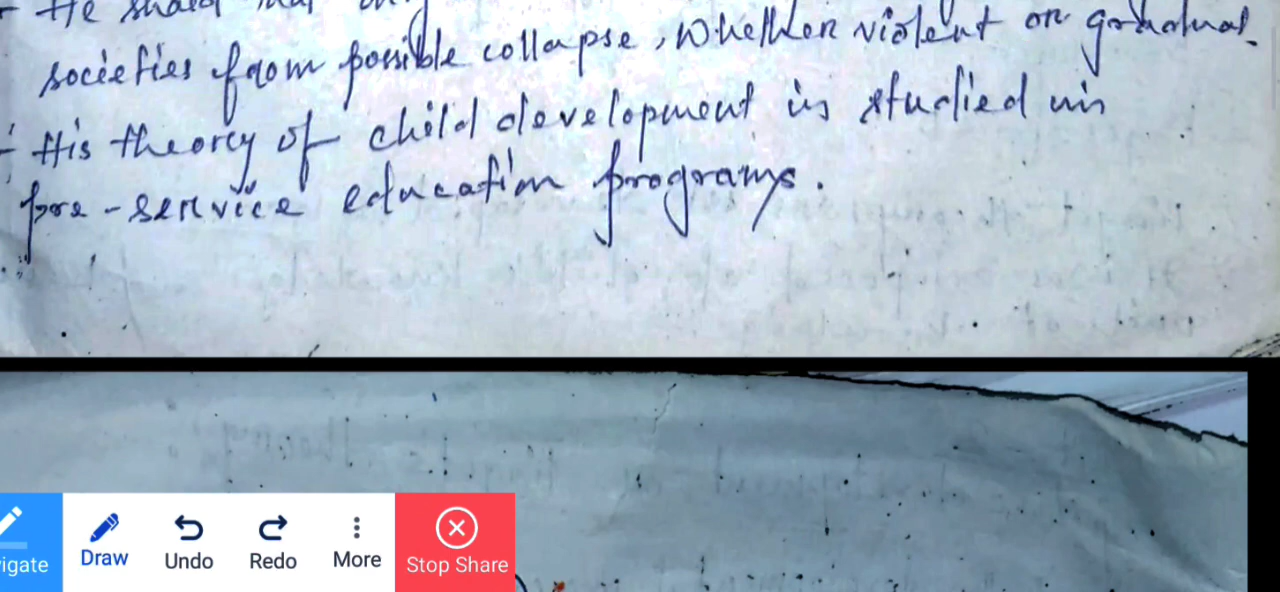 - He
societies from possible collapse, whether violent or gradual.
- His theory of child development is studied in
pre-service education programs.
Draw Undo Redo More Stop Share